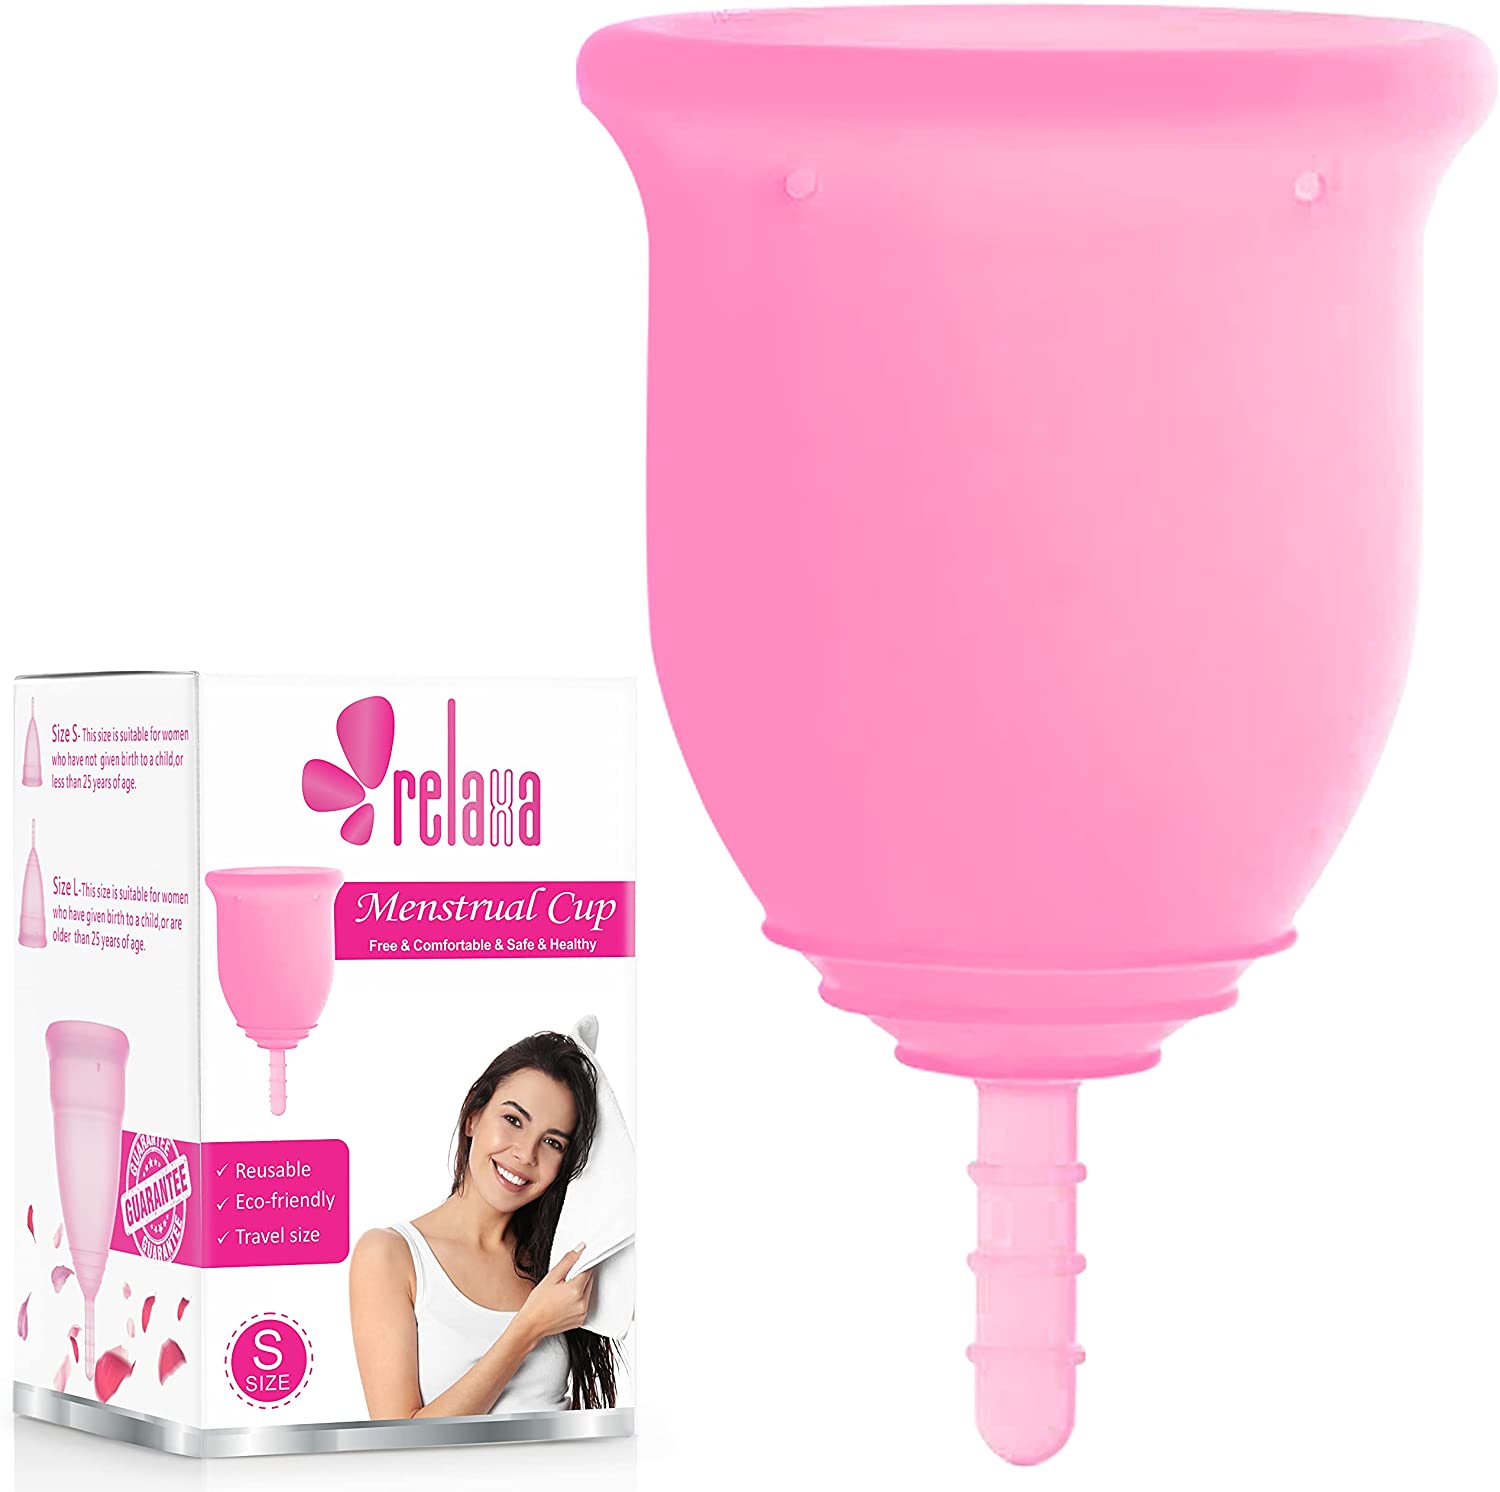 Size S- This size is suitable for women
who have not given birth to a child,or
less than 25 years of age.
Size L-This size is suitable for women
who have given birth to a child,or are
older than 25 years of age.
GUARANTEE
GUARANTEE
GUARANTEE
relaxa
Menstrual Cup
Free & Comfortable & Safe & Healthy
✓ Reusable
✓ Eco-friendly
✓ Travel size
S
SIZE